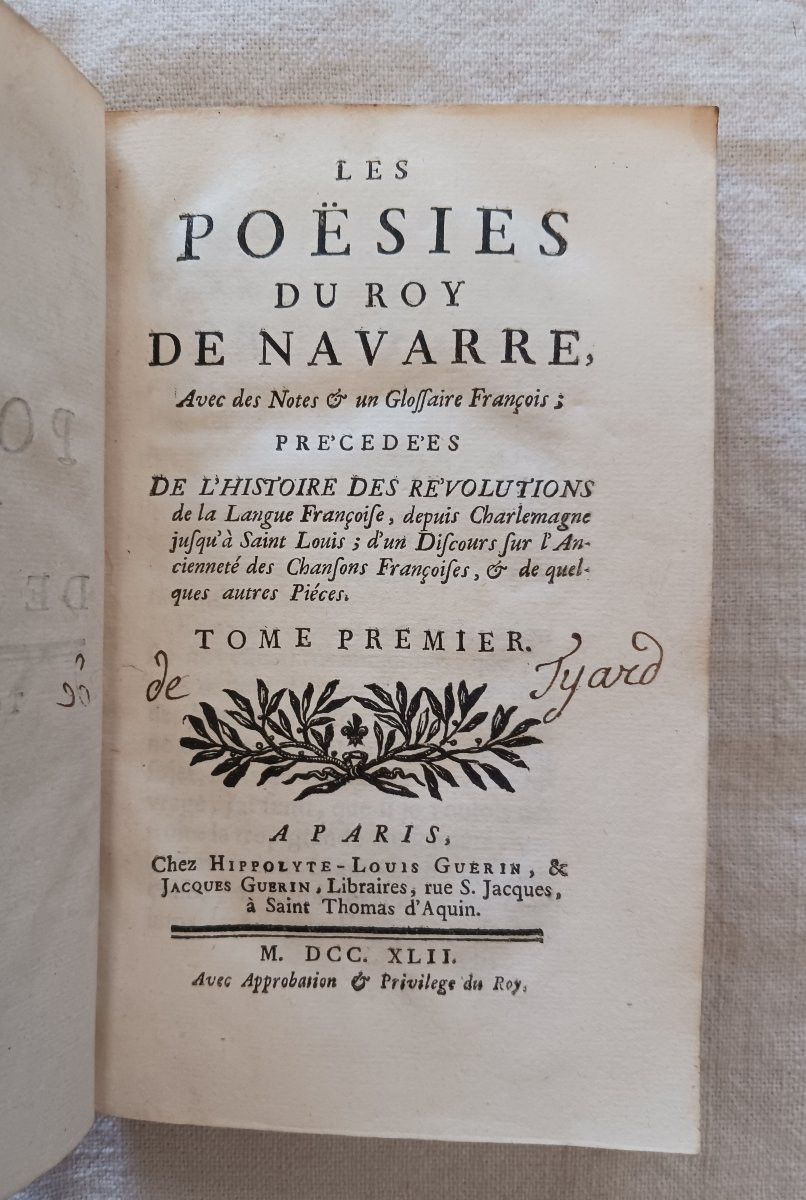 LES
POËSIES
DU ROY
DE NAVARRE,
Avec des Notes & un Gloſſaire François ;
PRE'CEDE'ES
DE L'HISTOIRE DES RE'VOLUTIONS
de la Langue Françoiſe, depuis Charlemagne
juſqu'à Saint Louis ; d'un Diſcours ſur l'An-
cienneté des Chanſons Françoiſes, & de quel-
ques autres Piéces.
TOME PREMIER.
de Tyard
A PARIS,
Chez HIPPOLYTE-LOUIS GUERIN, &
JACQUES GUERIN, Libraires, rue S. Jacques,
à Saint Thomas d'Aquin.
M. DCC. XLII.
Avec Approbation & Privilege du Roy.